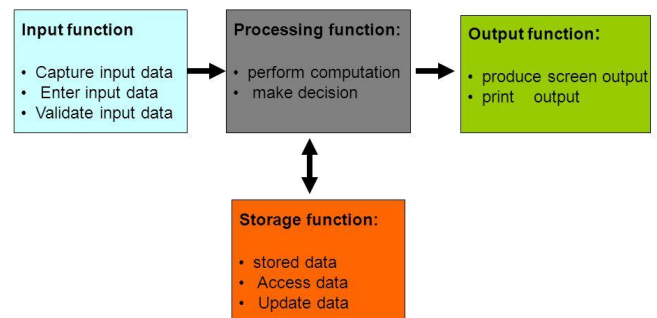 Input function
• Capture input data
• Enter input data
• Validate input data
Processing function:
• perform computation
• make decision
Output function:
• produce screen output
• print output
Storage function:
• stored data
• Access data
• Update data